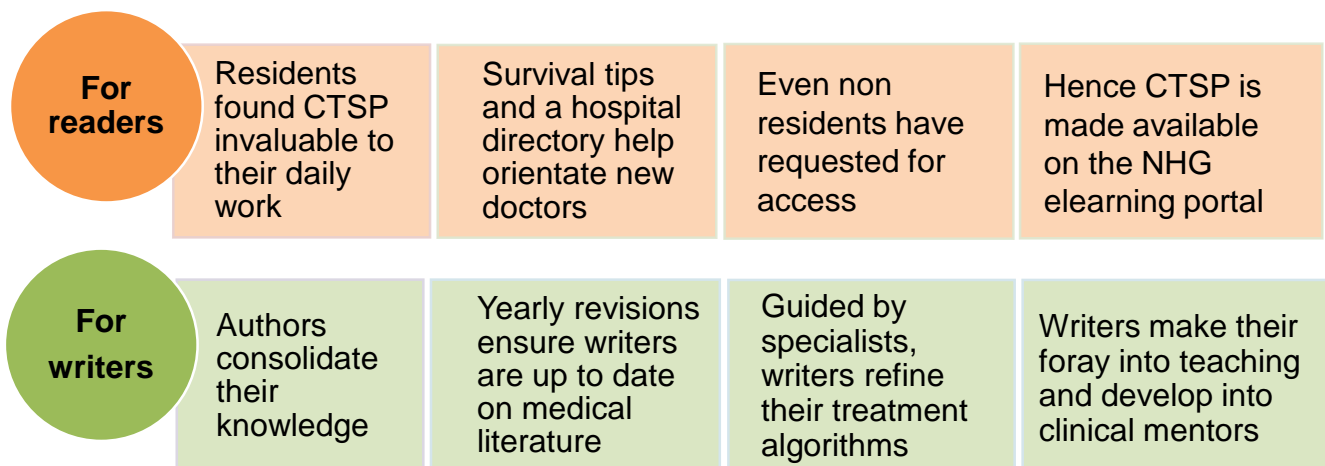 For
readers
Residents
found CTSP
invaluable to
their daily
work
Survival tips
and a hospital
directory help
orientate new
doctors
Even non
residents have
requested for
access
Hence CTSP is
made available
on the NHG
elearning portal
For
writers
Authors
consolidate
their
knowledge
Yearly revisions
ensure writers
are up to date
on medical
literature
Guided by
specialists,
writers refine
their treatment
algorithms
Writers make their
foray into teaching
and develop into
clinical mentors